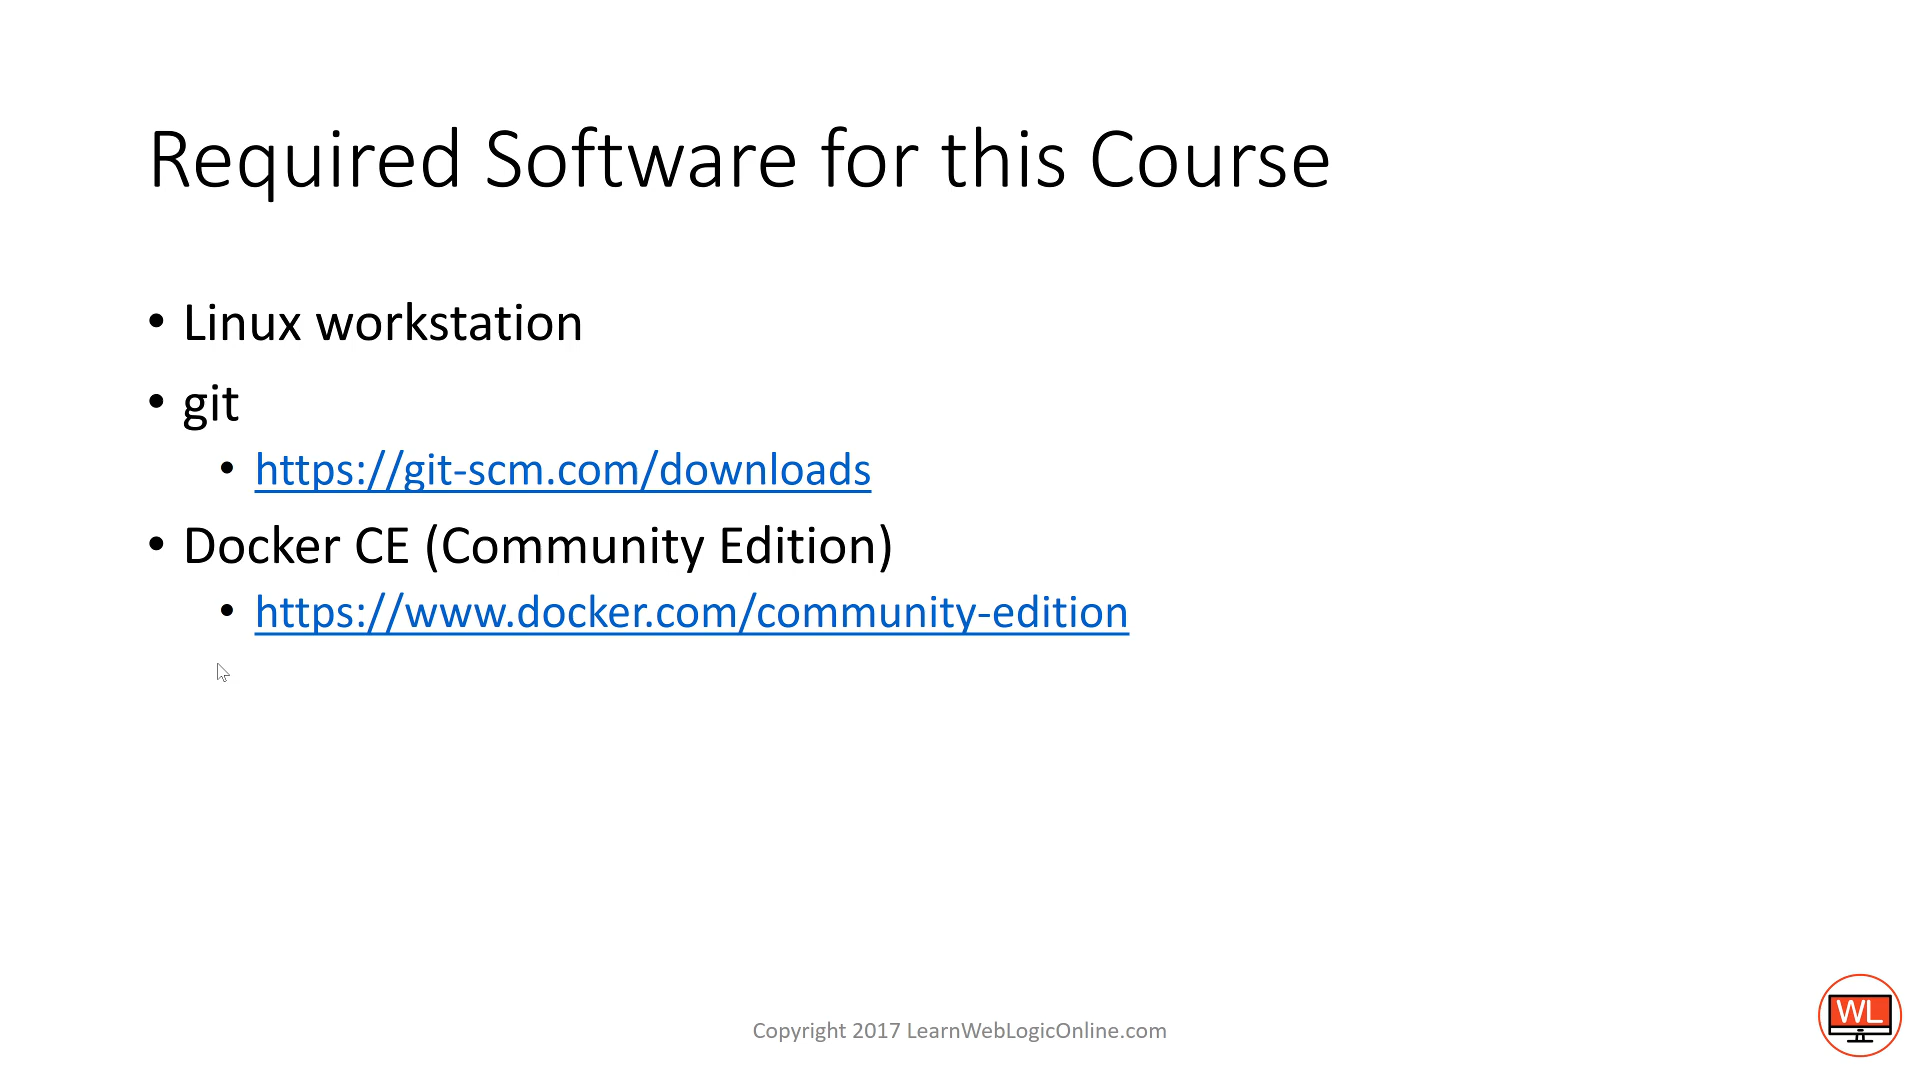 Required Software for this Course
• Linux workstation
• git
• https://git-scm.com/downloads
• Docker CE (Community Edition)
• https://www.docker.com/community-edition
Copyright 2017 LearnWebLogicOnline.com
WL